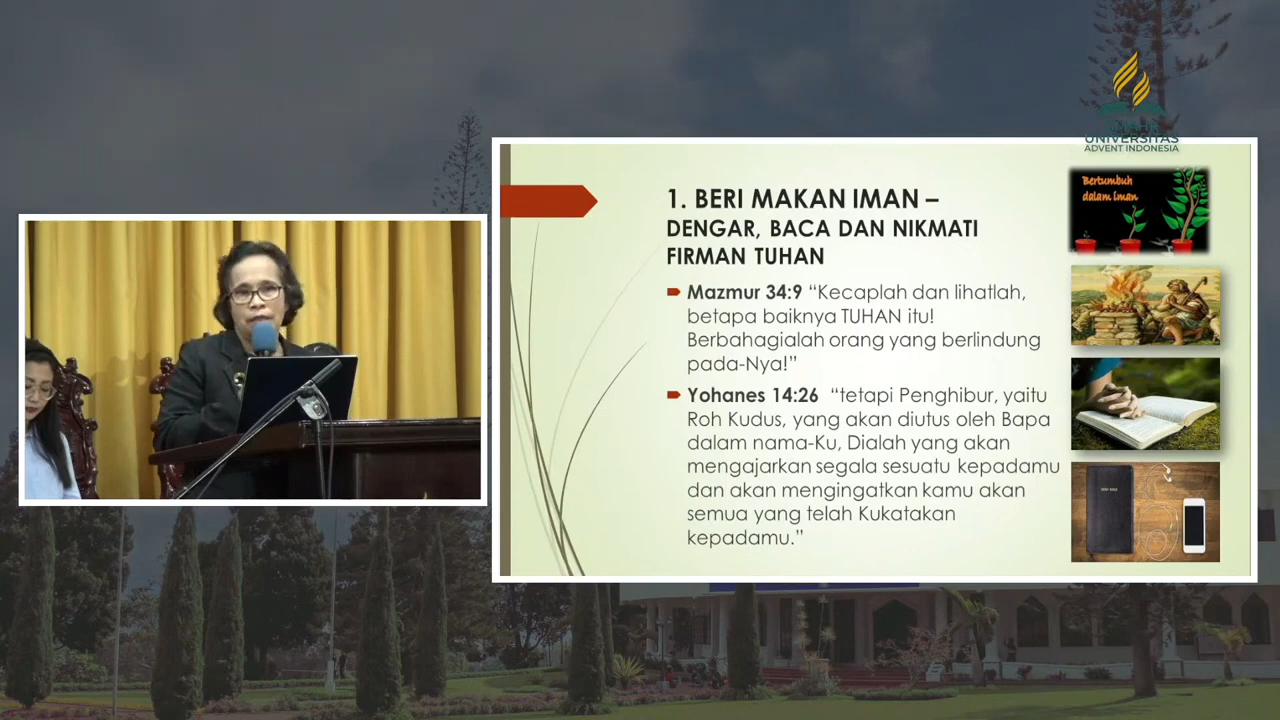 UNIVERSITAS
ADVENT INDONESIA
1. BERI MAKAN IMAN –
DENGAR, BACA DAN NIKMATI
FIRMAN TUHAN
Mazmur 34:9 “Kecaplah dan lihatlah,
betapa baiknya TUHAN itu!
Berbahagialah orang yang berlindung
pada-Nya!”
Yohanes 14:26 “tetapi Penghibur, yaitu
Roh Kudus, yang akan diutus oleh Bapa
dalam nama-Ku, Dialah yang akan
mengajarkan segala sesuatu kepadamu
dan akan mengingatkan kamu akan
semua yang telah Kukatakan
kepadamu.”
Bertumbuh
dalam iman
HOLY BIBLE